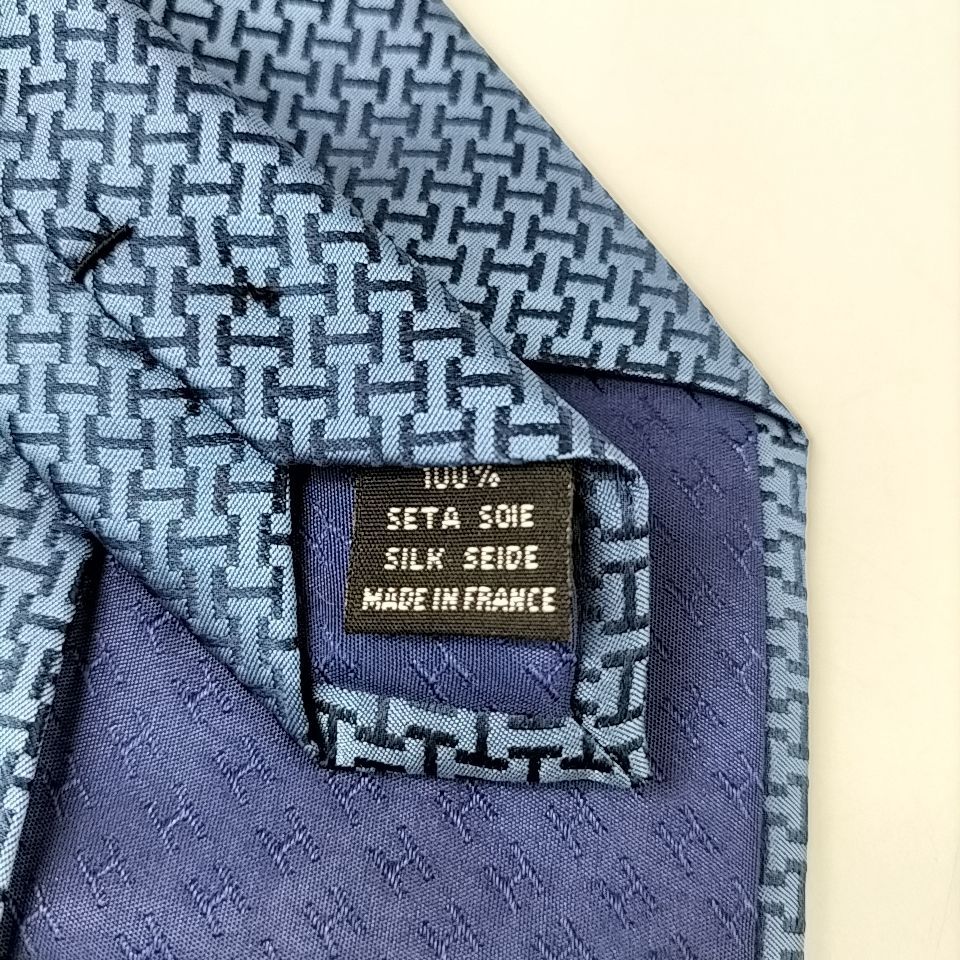 100%
SETA SOIE
SILK SEIDE
MADE IN FRANCE